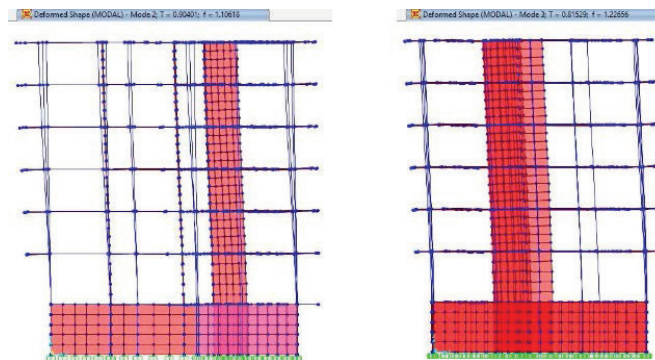 Deformed Shape (MODAL) - Mode 2; T = 0.90401; f = 1.10618
Deformed Shape (MODAL) - Mode 3; T = 0.81529; f = 1.22656